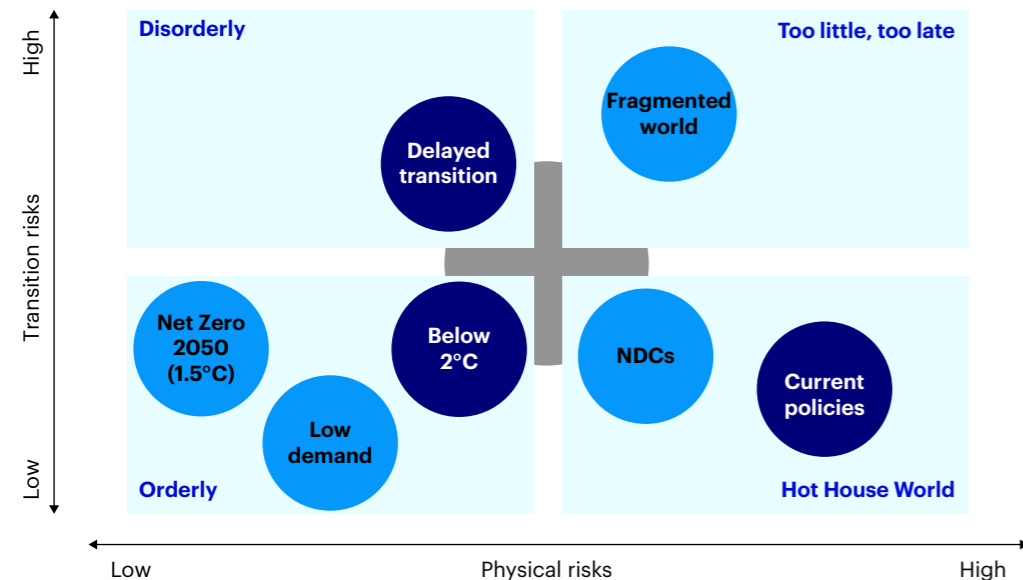 High
Transition risks
Low
Disorderly
Too little, too late
Fragmented
world
Delayed
transition
Net Zero
2050
(1.5°C)
Below
2°C
NDCs
Current
policies
Low
demand
Orderly
Hot House World
Low
Physical risks
High